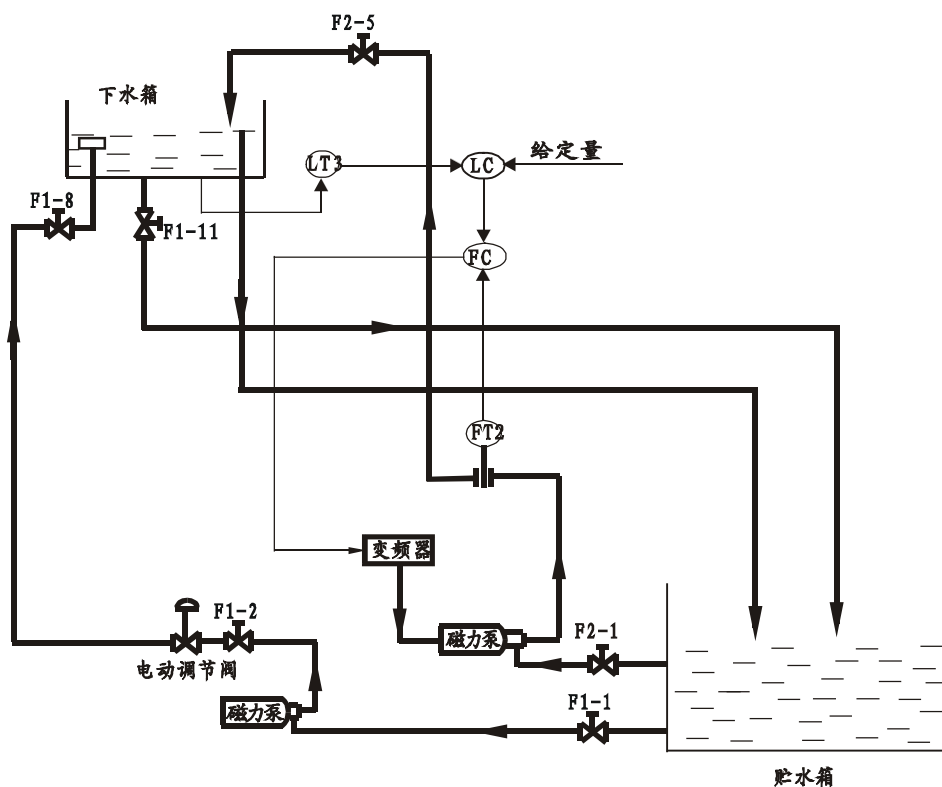 F2-5
下水箱
给定量
LT3
LC
F1-8
F1-11
FC
FT2
变频器
F1-2
磁力泵
F2-1
电动调节阀
磁力泵
F1-1
贮水箱